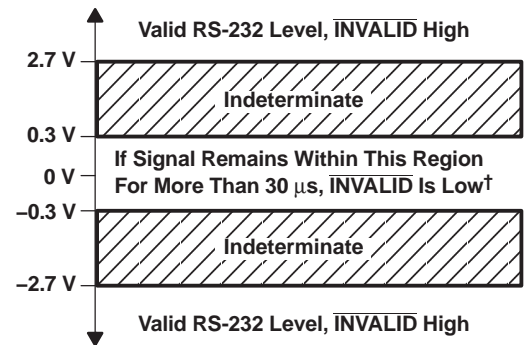 Valid RS-232 Level, INVALID High
2.7 V
Indeterminate
0.3 V
If Signal Remains Within This Region
0 V
For More Than 30 μs, INVALID Is Low†
–0.3 V
Indeterminate
–2.7 V
Valid RS-232 Level, INVALID High